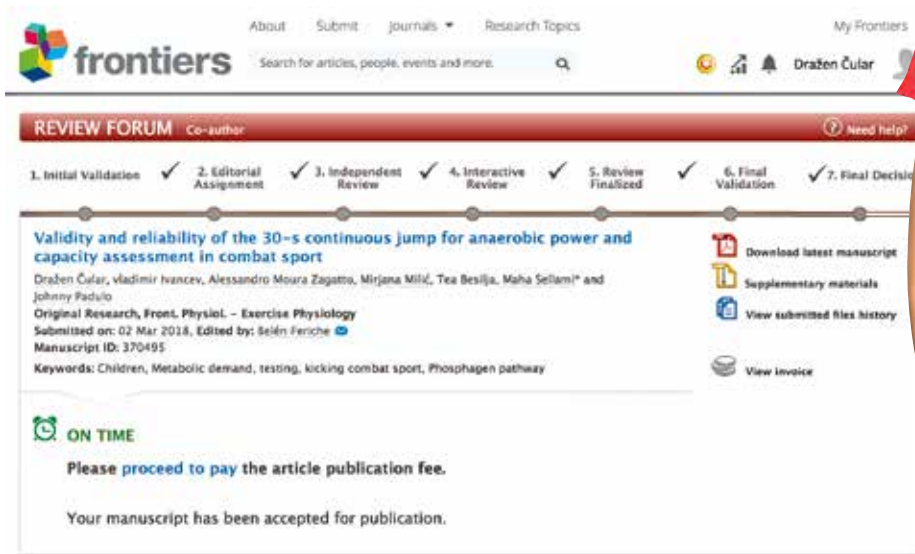 About Submit Journals Research Topics My Frontiers
frontiers Search for articles, people, events and more. Dražen Čular
REVIEW FORUM Co-author Need help?
1. Initial Validation 2. Editorial Assignment 3. Independent Review 4. Interactive Review 5. Review Finalized 6. Final Validation 7. Final Decisio
Validity and reliability of the 30-s continuous jump for anaerobic power and
capacity assessment in combat sport
Dražen Čular, vladimir Ivancev, Alessandro Moura Zagatto, Mirjana Milić, Tea Beslija, Maha Sellami* and
Johnny Padulo
Original Research, Front. Physiol. - Exercise Physiology
Submitted on: 02 Mar 2018, Edited by: Belén Feriche
Manuscript ID: 370495
Keywords: Children, Metabolic demand, testing, kicking combat sport, Phosphagen pathway
Download latest manuscript
Supplementary materials
View submitted files history
View invoice
ON TIME
Please proceed to pay the article publication fee.
Your manuscript has been accepted for publication.